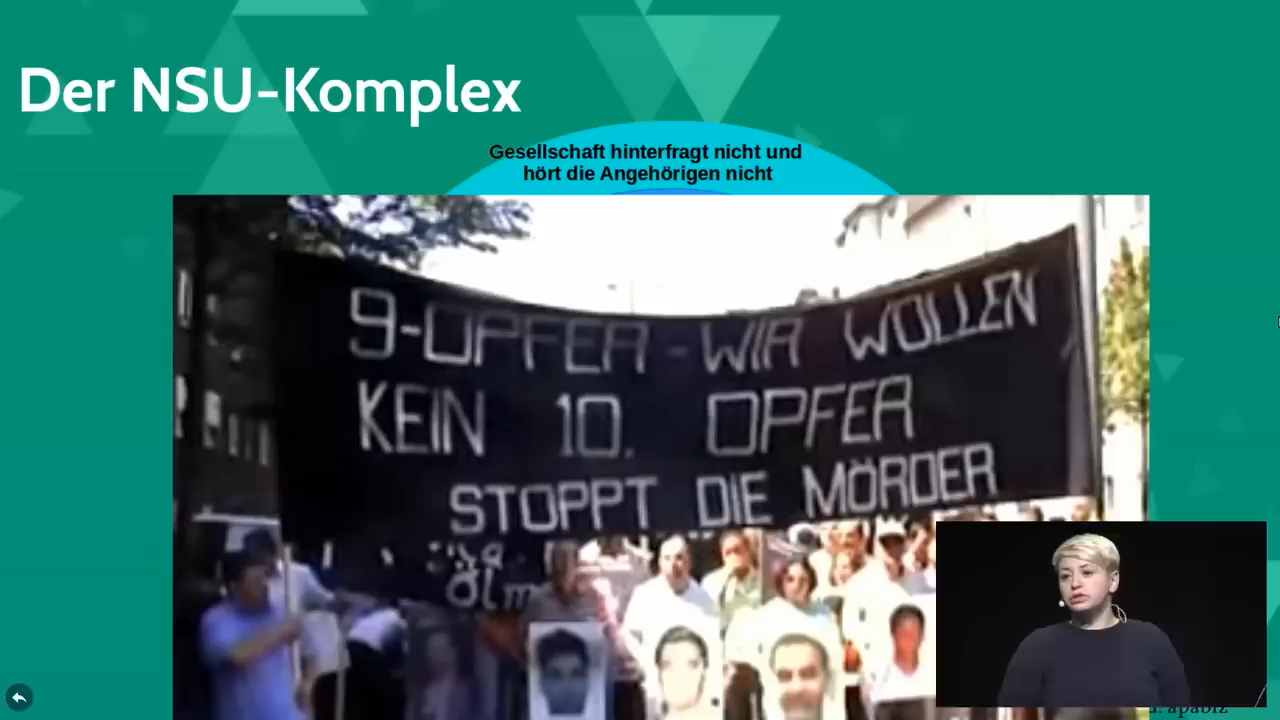 Der NSU-Komplex
Gesellschaft hinterfragt nicht und
hört die Angehörigen nicht
9-OPFER - WIR WOLLEN
KEIN 10. OPFER
STOPPT DIE MÖRDER